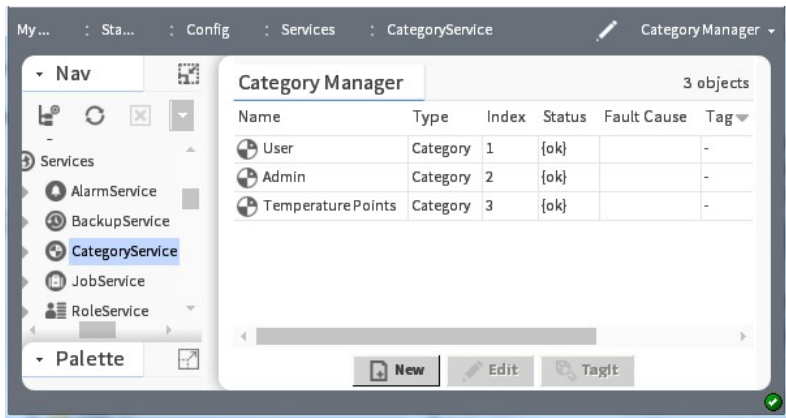 My ... : Sta... : Config : Services : CategoryService Category Manager
Nav
Services
AlarmService
BackupService
CategoryService
JobService
RoleService
Palette
Category Manager 3 objects
Name Type Index Status Fault Cause Tag
User Category 1 {ok} -
Admin Category 2 {ok} -
Temperature Points Category 3 {ok} -
New Edit TagIt